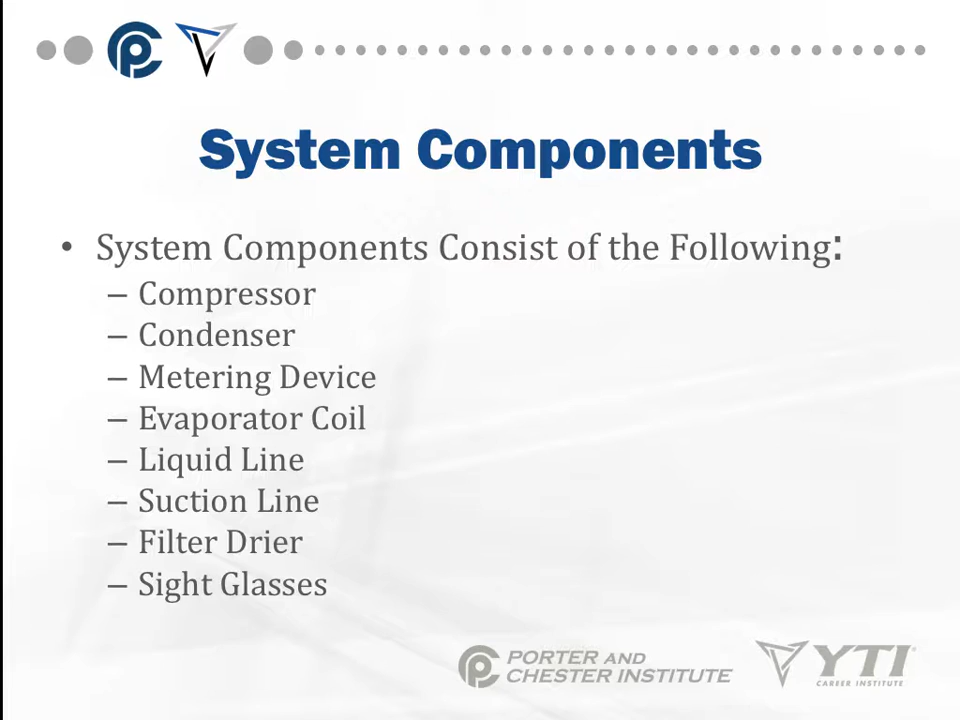 System Components
• System Components Consist of the Following:
– Compressor
– Condenser
– Metering Device
– Evaporator Coil
– Liquid Line
– Suction Line
– Filter Drier
– Sight Glasses
PORTER AND
CHESTER INSTITUTE
YTI®
CAREER INSTITUTE